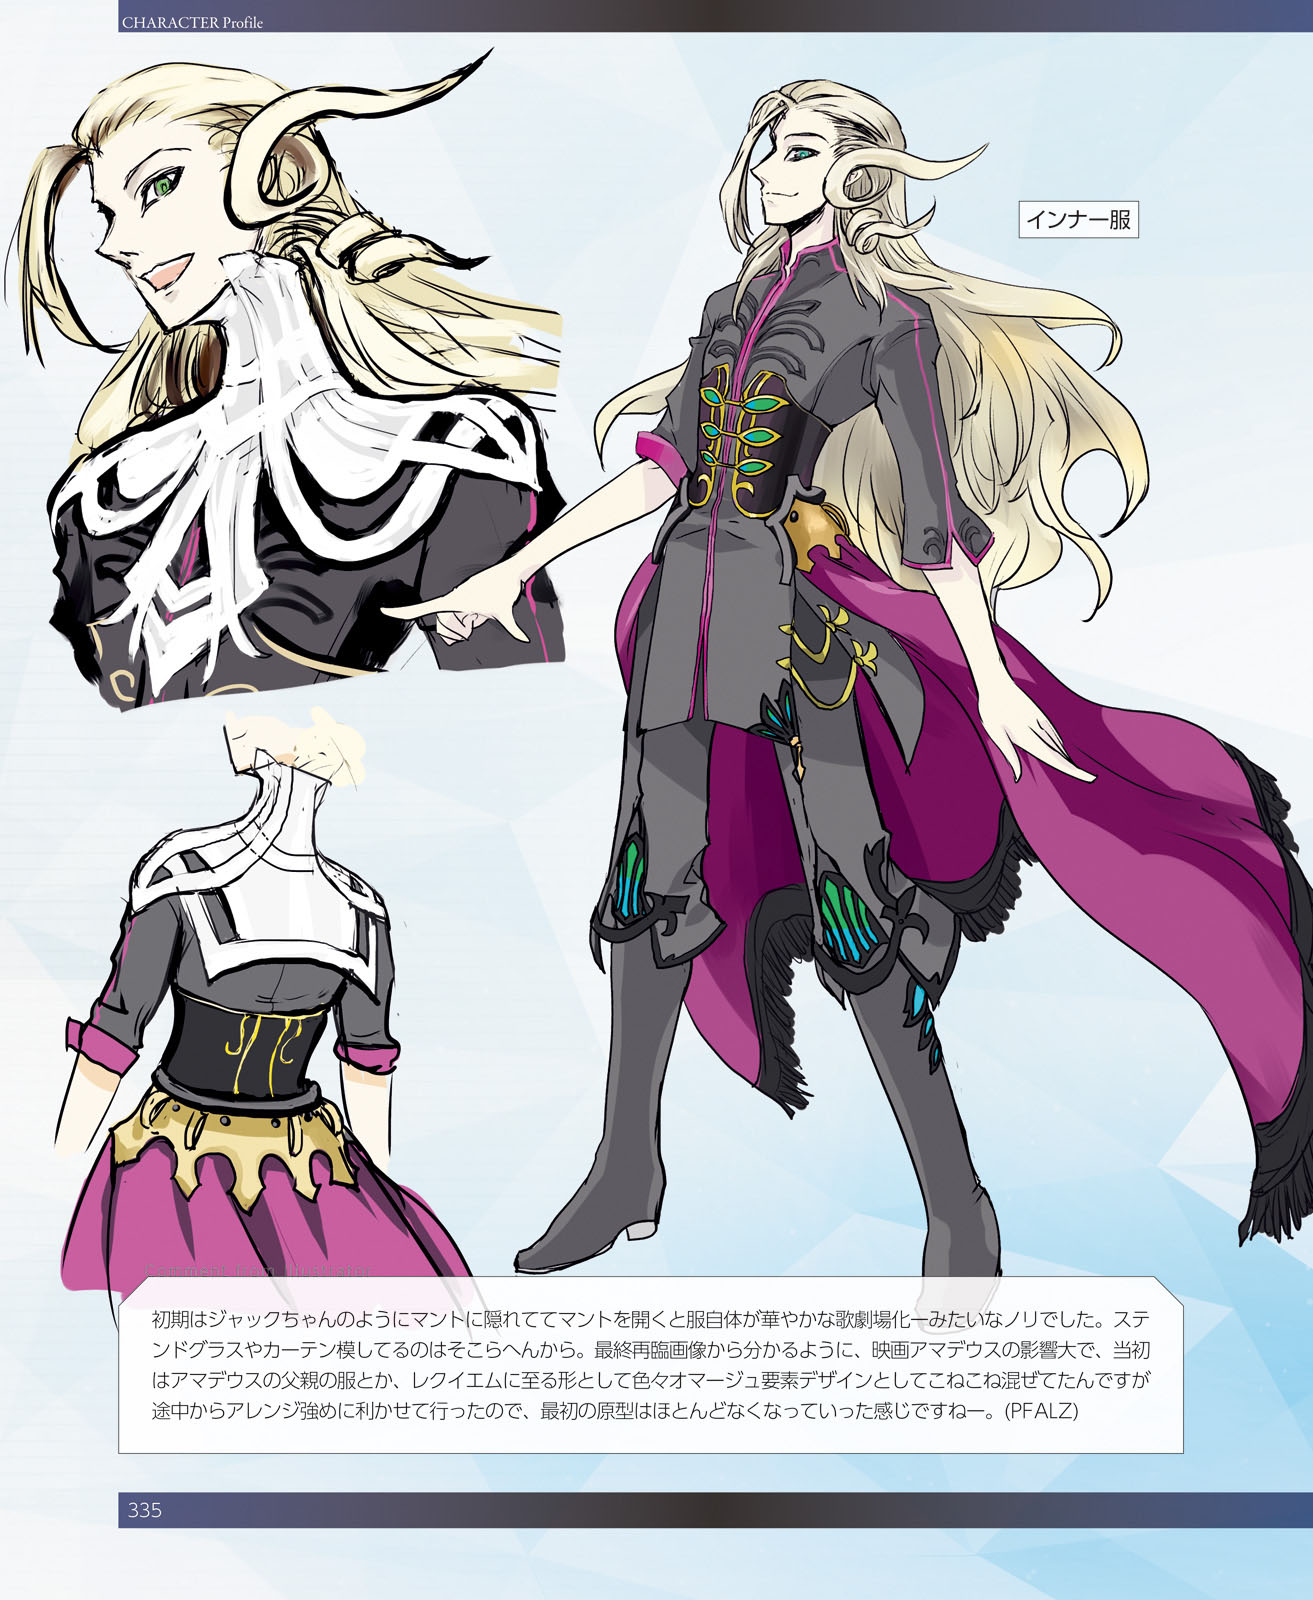 CHARACTER Profile
インナー服
Comment from Illustrator
初期はジャックちゃんのようにマントに隠れててマントを開くと服自体が華やかな歌劇場化―みたいなノリでした。ステ
ンドグラスやカーテン模してるのはそこらへんから。最終再臨画像から分かるように、映画アマデウスの影響大で、当初
はアマデウスの父親の服とか、レクイエムに至る形として色々オマージュ要素デザインとしてこねこね混ぜてたんですが
途中からアレンジ強めに利かせて行ったので、最初の原型はほとんどなくなっていった感じですねー。(PFALZ)
335